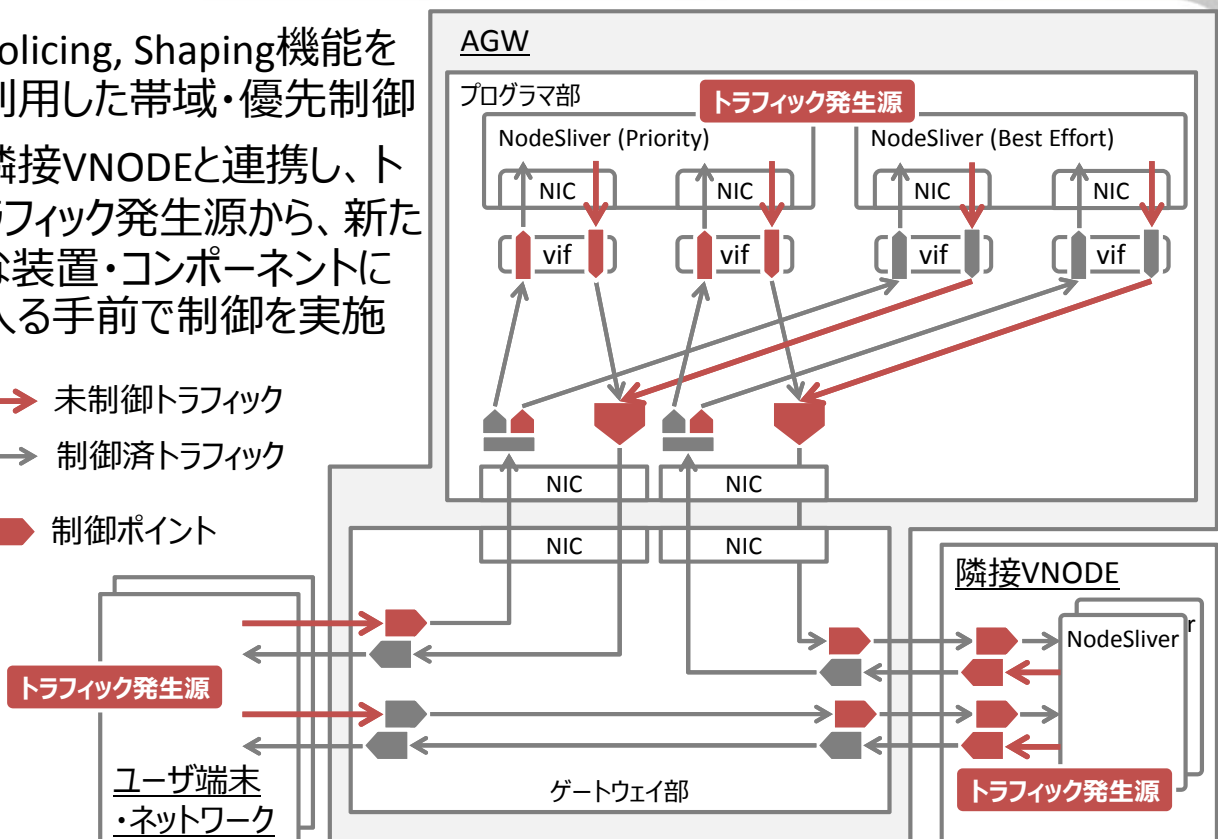 olicing, Shaping機能を
利用した帯域・優先制御
隣接VNODEと連携し、ト
ラフィック発生源から、新た
な装置・コンポーネントに
入る手前で制御を実施
未制御トラフィック
制御済トラフィック
制御ポイント
AGW
プログラマ部
トラフィック発生源
NodeSliver (Priority)
NodeSliver (Best Effort)
NIC
NIC
NIC
NIC
vif
vif
vif
vif
NIC
NIC
NIC
NIC
隣接VNODE
r
NodeSliver
トラフィック発生源
トラフィック発生源
ユーザ端末
・ネットワーク
ゲートウェイ部